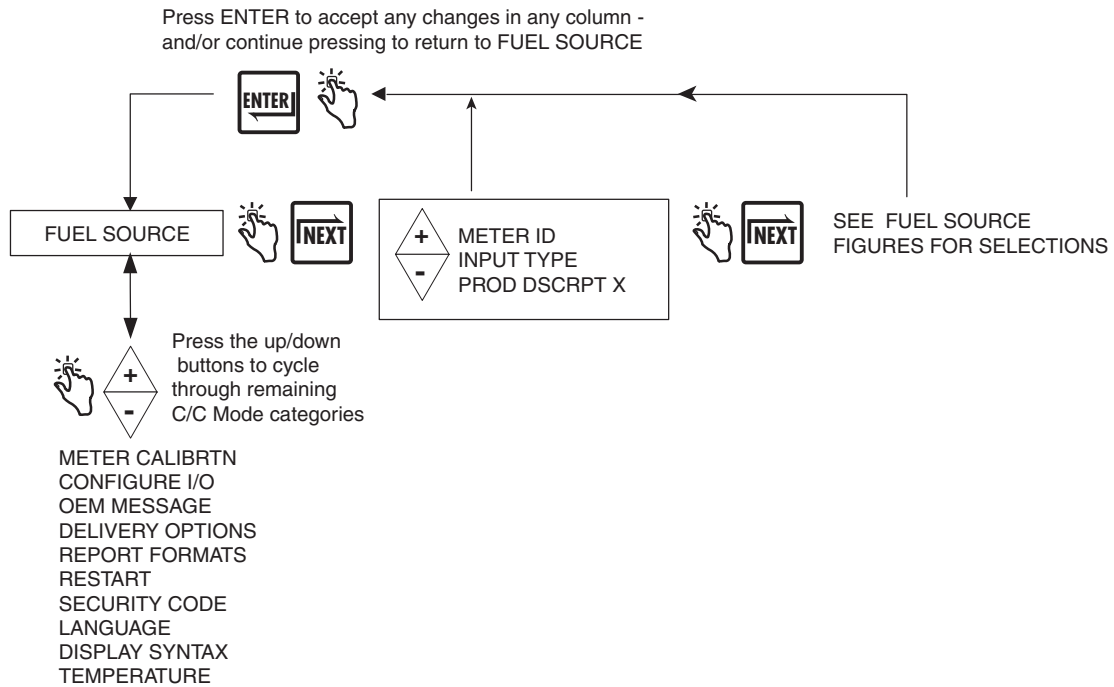 Press ENTER to accept any changes in any column -
and/or continue pressing to return to FUEL SOURCE
ENTER
FUEL SOURCE
NEXT
+
-
METER ID
INPUT TYPE
PROD DSCRPT X
NEXT
SEE FUEL SOURCE
FIGURES FOR SELECTIONS
+
-
Press the up/down
buttons to cycle
through remaining
C/C Mode categories
METER CALIBRTN
CONFIGURE I/O
OEM MESSAGE
DELIVERY OPTIONS
REPORT FORMATS
RESTART
SECURITY CODE
LANGUAGE
DISPLAY SYNTAX
TEMPERATURE